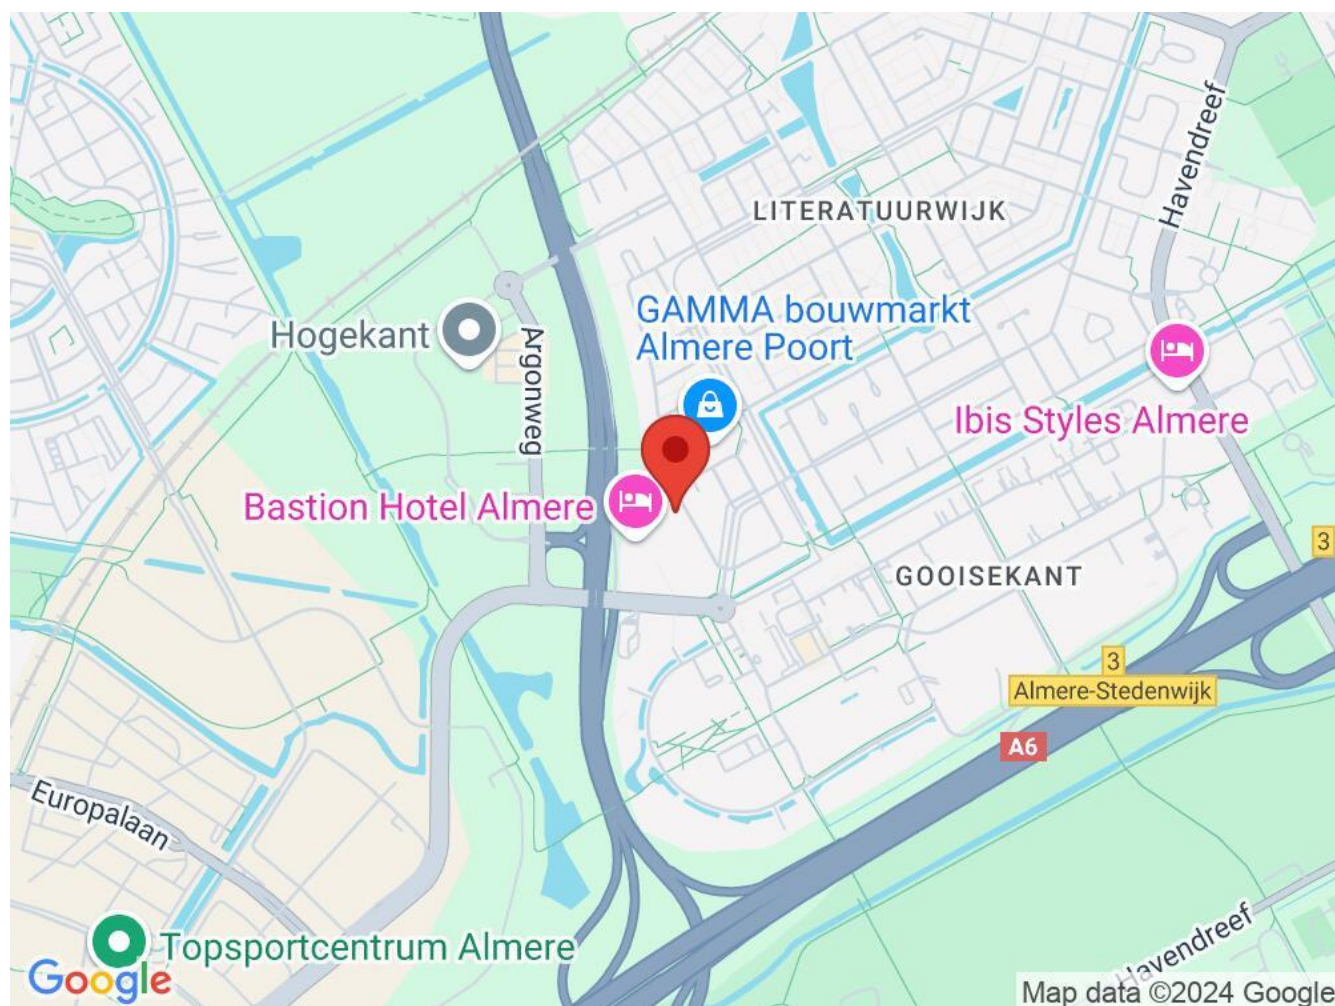 Havendreef
LITERATUURWIJK
GAMMA bouwmarkt
Almere Poort
Hogekant
Argonweg
Ibis Styles Almere
Bastion Hotel Almere
3
GOOISEKANT
3
Almere-Stedenwijk
A6
Europalaan
Havendreef
Topsportcentrum Almere
Google
Map data ©2024 Google